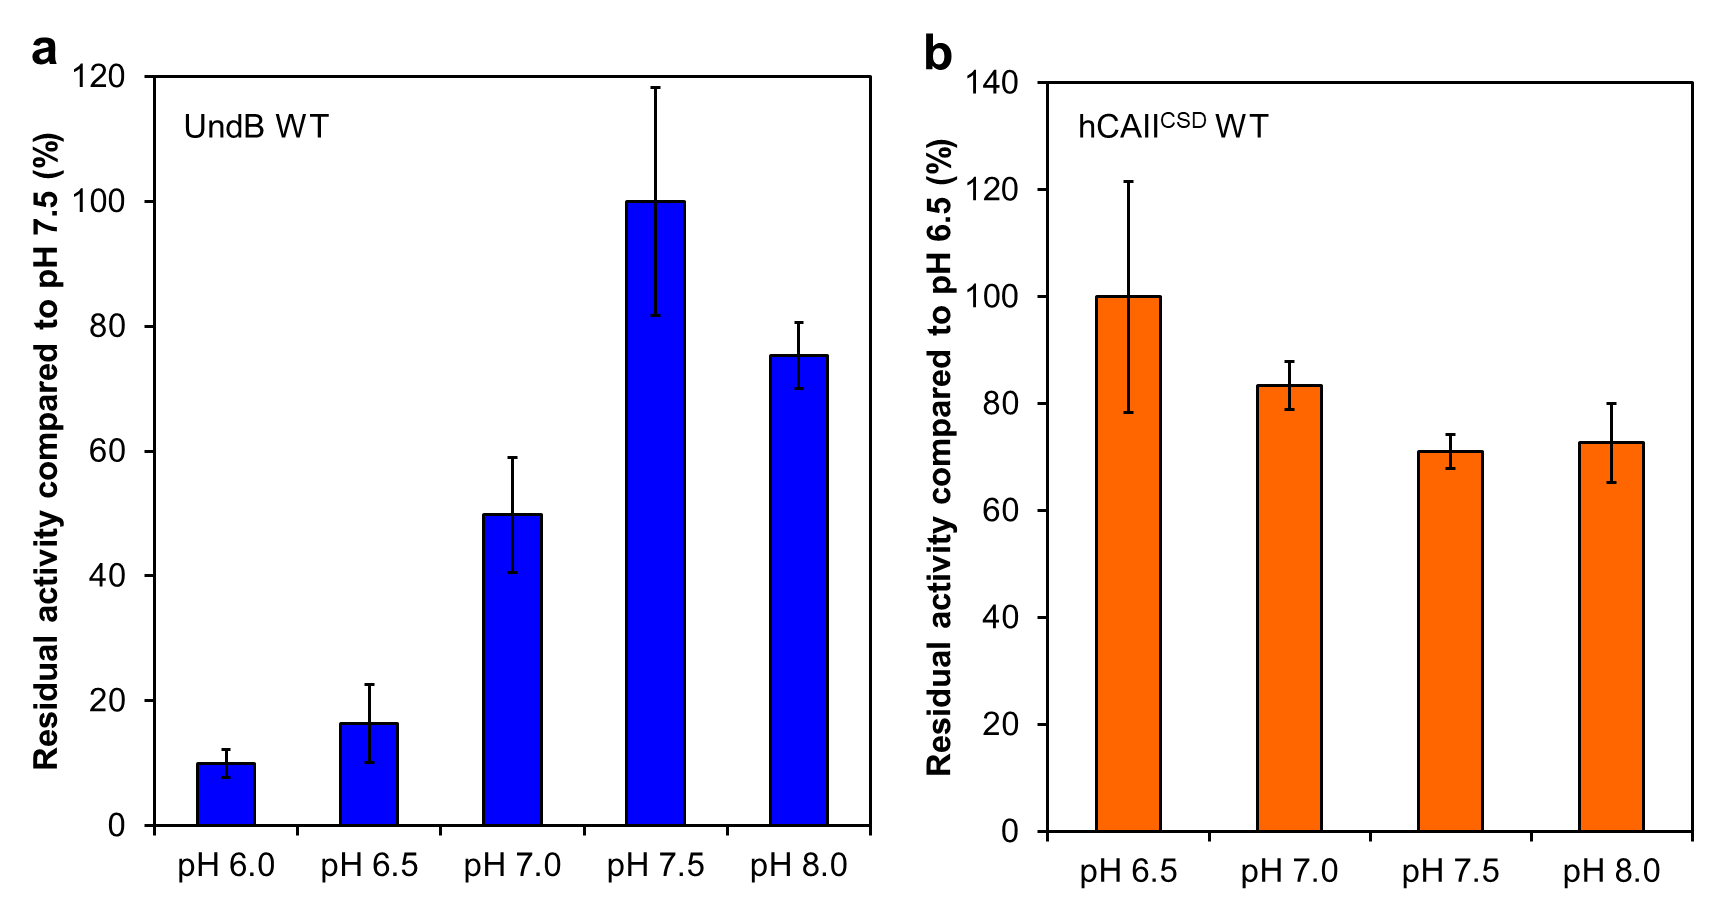 a
Residual activity compared to pH 7.5 (%)
120
100
80
60
40
20
0
UndB WT
pH 6.0 pH 6.5 pH 7.0 pH 7.5 pH 8.0
b
Residual activity compared to pH 6.5 (%)
140
120
100
80
60
40
20
0
hCAII^CSD WT
pH 6.5 pH 7.0 pH 7.5 pH 8.0